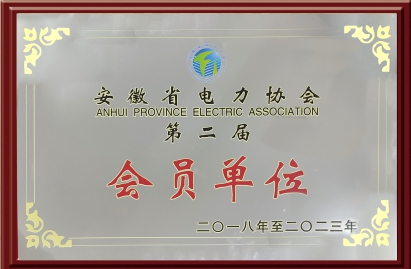 安徽省电力协会
ANHUI PROVINCE ELECTRIC ASSOCIATION
第二届
会员单位
二〇一八年至二〇二三年